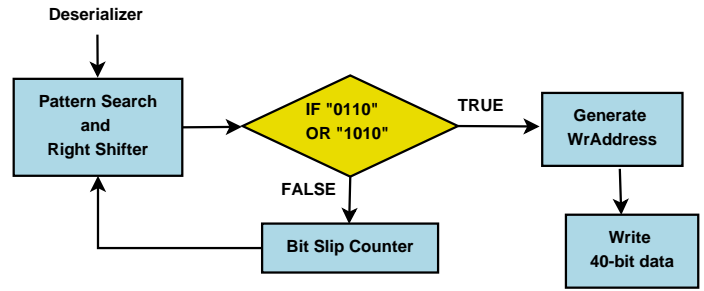 Deserializer
Pattern Search
and
Right Shifter
IF "0110"
OR "1010"
TRUE
Generate
WrAddress
FALSE
Bit Slip Counter
Write
40-bit data